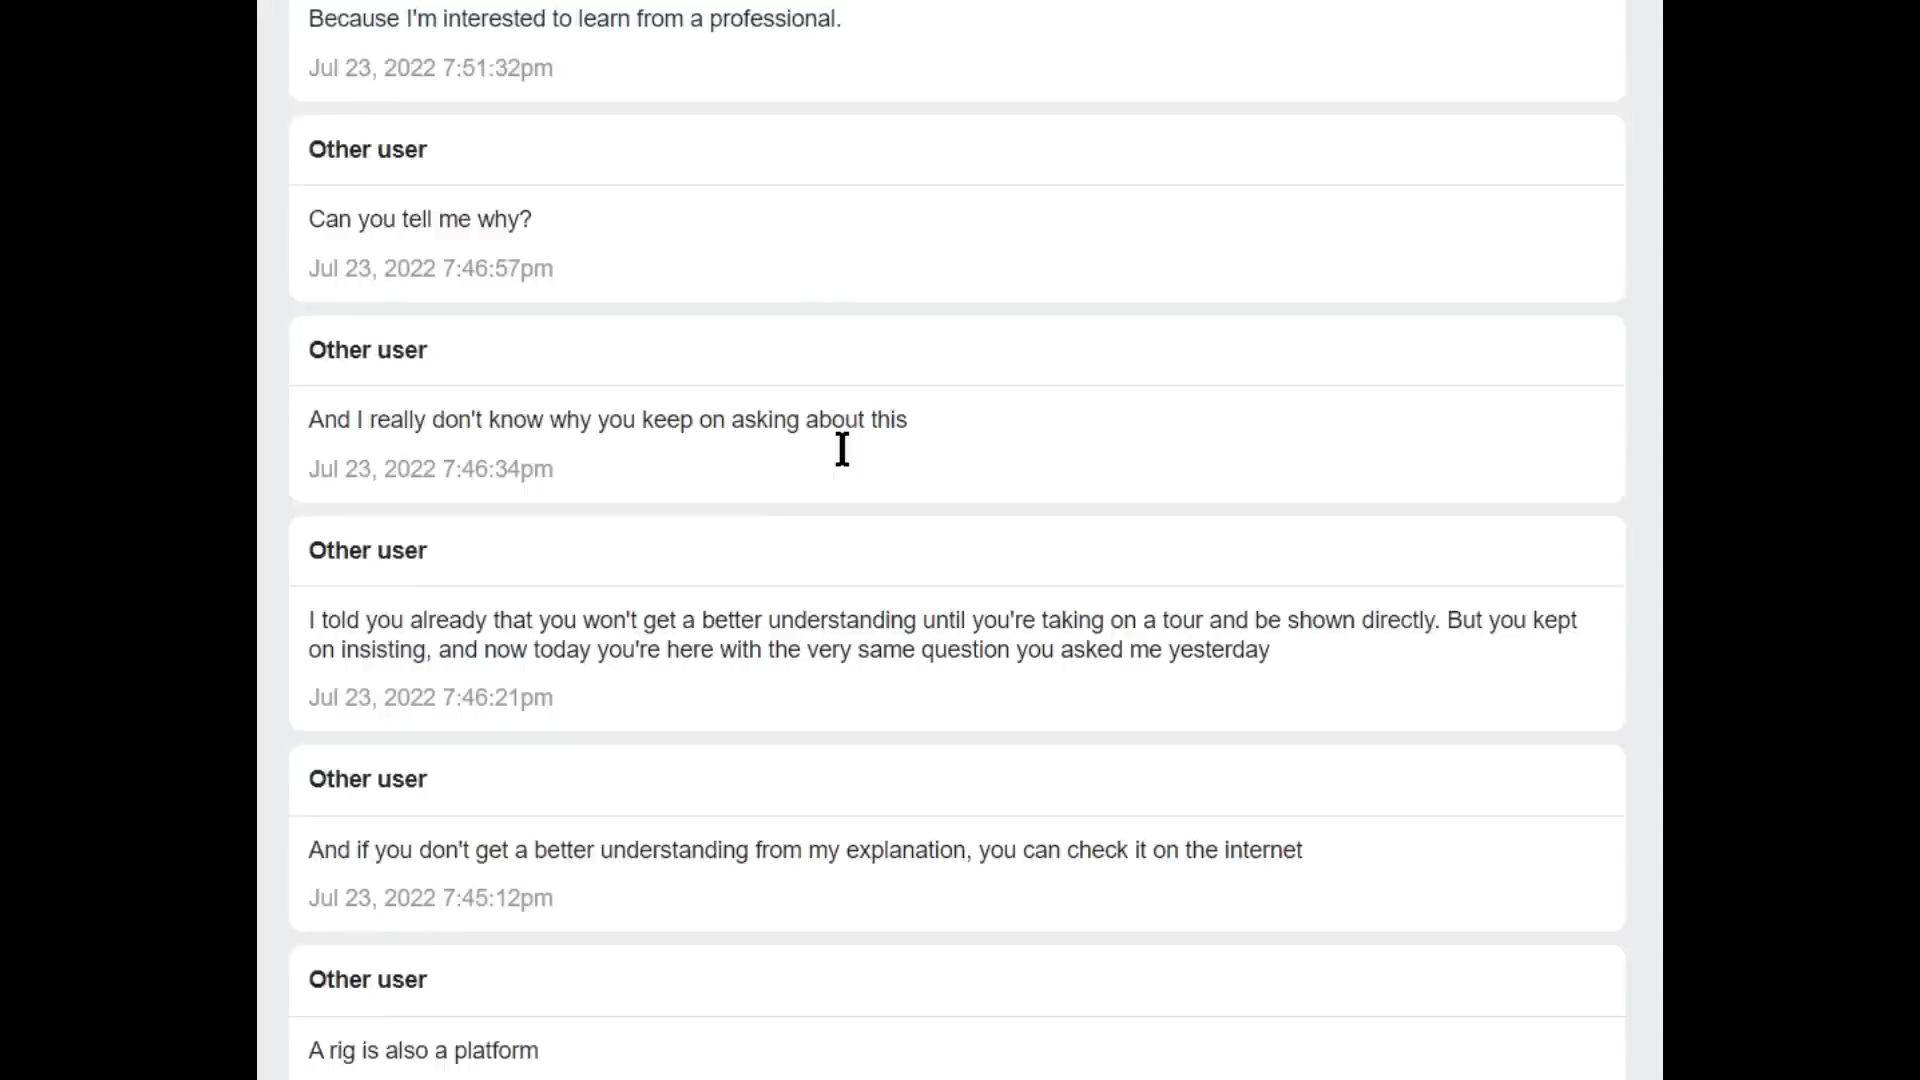 Because I'm interested to learn from a professional.
Jul 23, 2022 7:51:32pm
Other user
Can you tell me why?
Jul 23, 2022 7:46:57pm
Other user
And I really don't know why you keep on asking about this
Jul 23, 2022 7:46:34pm
Other user
I told you already that you won't get a better understanding until you're taking on a tour and be shown directly. But you kept
on insisting, and now today you're here with the very same question you asked me yesterday
Jul 23, 2022 7:46:21pm
Other user
And if you don't get a better understanding from my explanation, you can check it on the internet
Jul 23, 2022 7:45:12pm
Other user
A rig is also a platform